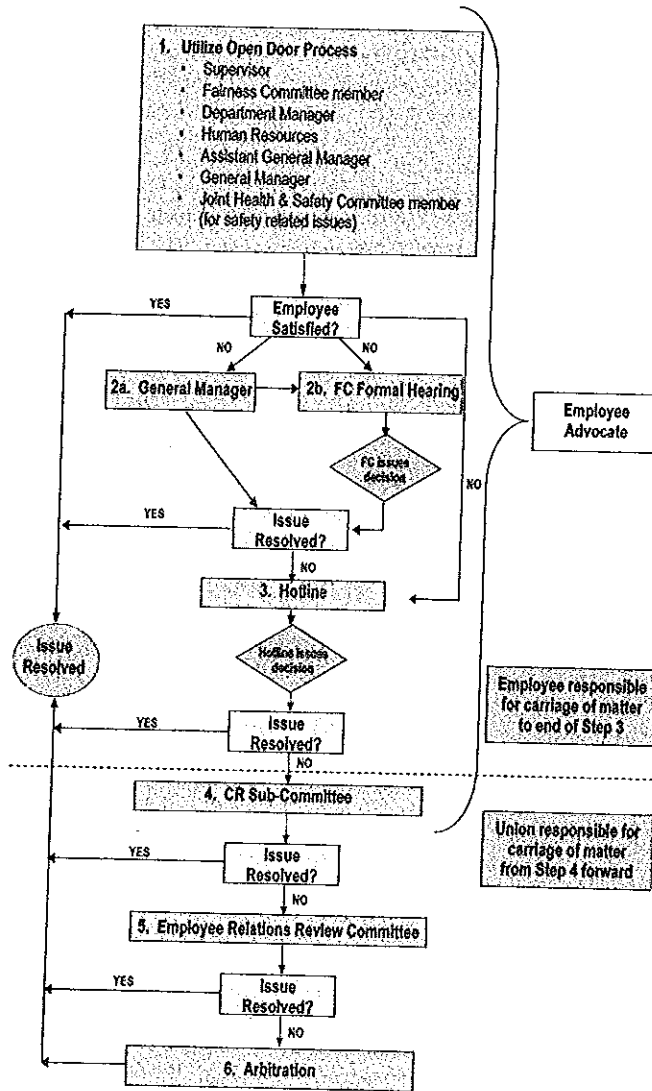 1. Utilize Open Door Process
• Supervisor
• Fairness Committee member
• Department Manager
• Human Resources
• Assistant General Manager
• General Manager
• Joint Health & Safety Committee member
(for safety related issues)
YES
Employee
Satisfied?
NO
NO
2a. General Manager
2b. FC Formal Hearing
Employee
Advocate
FC issues
decision
NO
YES
Issue
Resolved?
NO
3. Hotline
Issue
Resolved
Hotline issues
decision
Employee responsible
for carriage of matter
to end of Step 3
YES
Issue
Resolved?
NO
4. CR Sub-Committee
Union responsible for
carriage of matter
from Step 4 forward
YES
Issue
Resolved?
NO
5. Employee Relations Review Committee
YES
Issue
Resolved?
NO
6. Arbitration